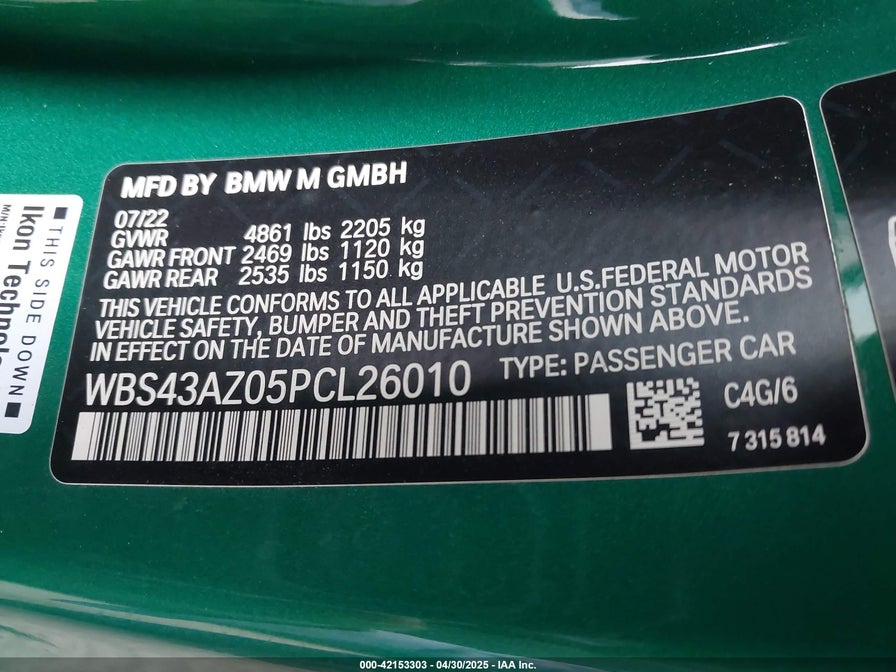 MFD BY BMW M GMBH
07/22
GVWR 4861 lbs 2205 kg
GAWR FRONT 2469 lbs 1120 kg
GAWR REAR 2535 lbs 1150 kg
THIS VEHICLE CONFORMS TO ALL APPLICABLE U.S.FEDERAL MOTOR
VEHICLE SAFETY, BUMPER AND THEFT PREVENTION STANDARDS
IN EFFECT ON THE DATE OF MANUFACTURE SHOWN ABOVE.
WBS43AZ05PCL26010 TYPE: PASSENGER CAR
C4G/6
7 315 814
THIS SIDE DOWN
Ikon
000-42153303 - 04/30/2025 - IAA Inc.